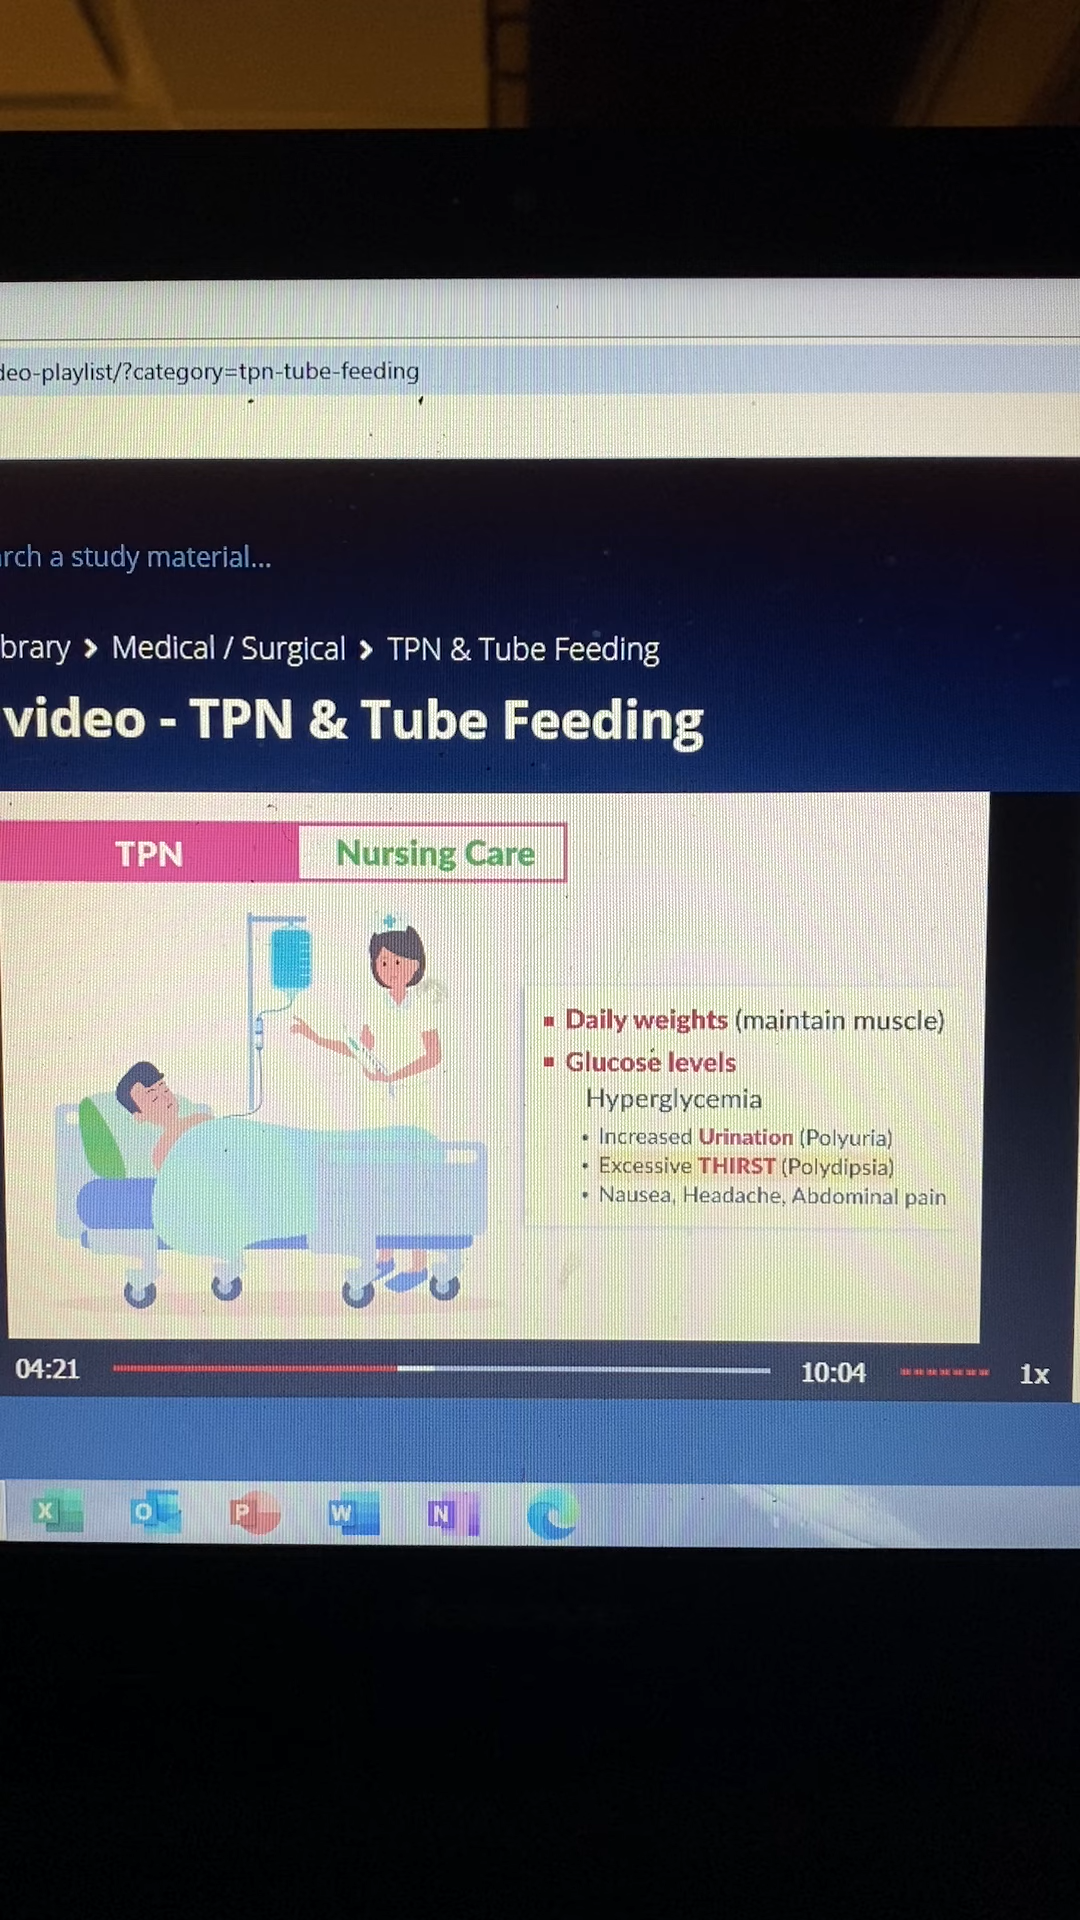 deo-playlist/?category=tpn-tube-feeding
arch a study material...
brary > Medical / Surgical > TPN & Tube Feeding
video - TPN & Tube Feeding
TPN Nursing Care
▪ Daily weights (maintain muscle)
▪ Glucose levels
Hyperglycemia
• Increased Urination (Polyuria)
• Excessive THIRST (Polydipsia)
• Nausea, Headache, Abdominal pain
04:21 10:04 1x
X O P W N